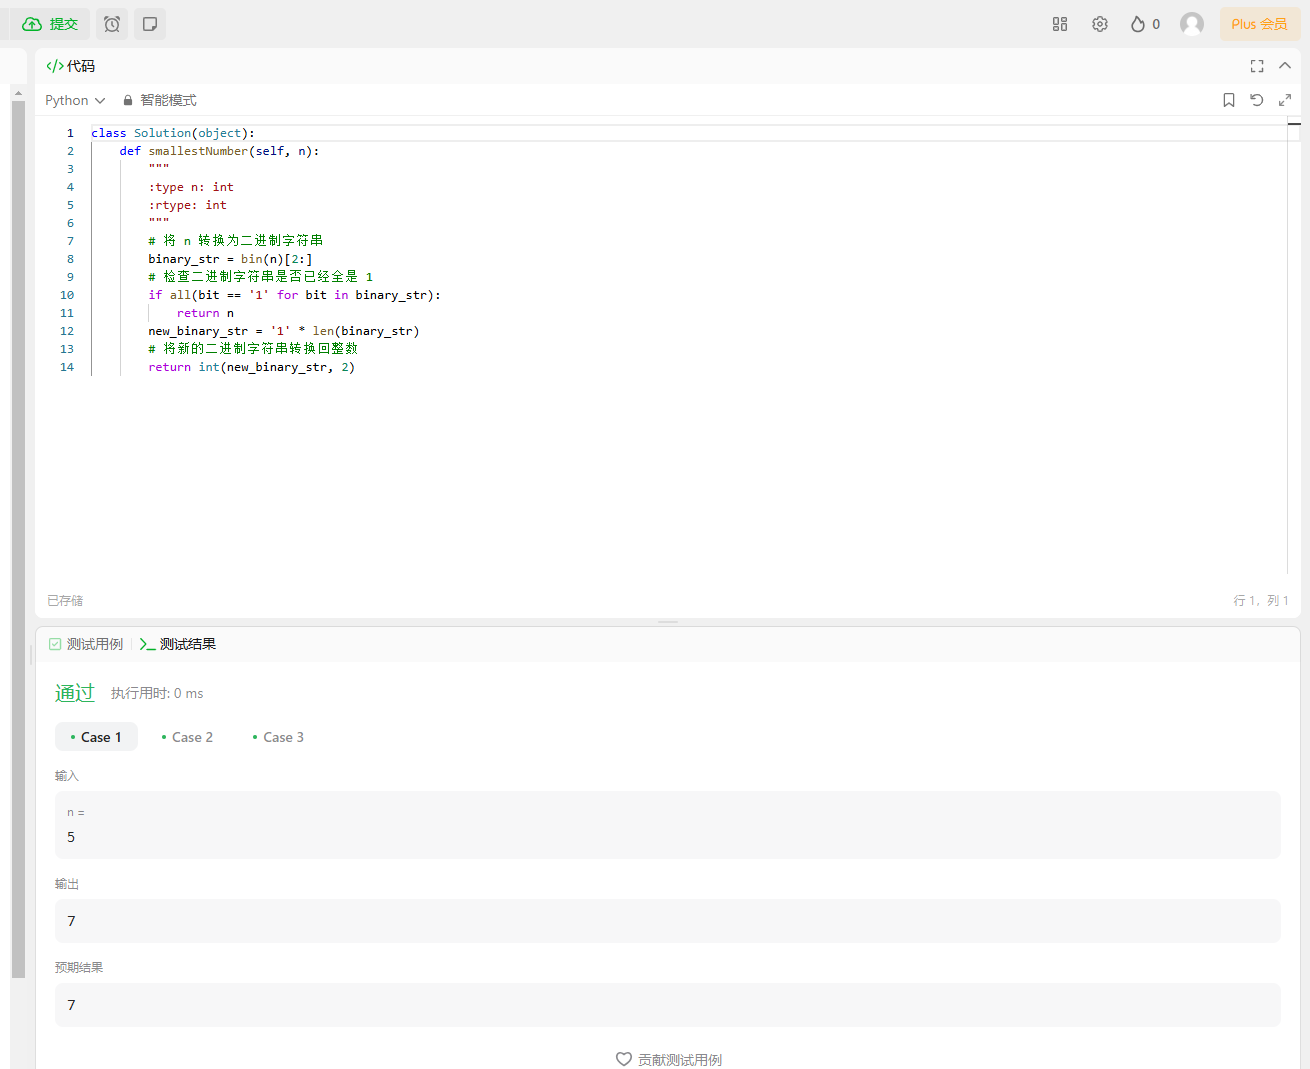 提交
0
Plus 会员
</>代码
Python
智能模式
1 class Solution(object):
2     def smallestNumber(self, n):
3         """
4         :type n: int
5         :rtype: int
6         """
7         # 将 n 转换为二进制字符串
8         binary_str = bin(n)[2:]
9         # 检查二进制字符串是否已经全是 1
10         if all(bit == '1' for bit in binary_str):
11             return n
12         new_binary_str = '1' * len(binary_str)
13         # 将新的二进制字符串转换回整数
14         return int(new_binary_str, 2)
已存储
行 1, 列 1
测试用例
测试结果
通过 执行用时: 0 ms
• Case 1 • Case 2 • Case 3
输入
n =
5
输出
7
预期结果
7
贡献测试用例